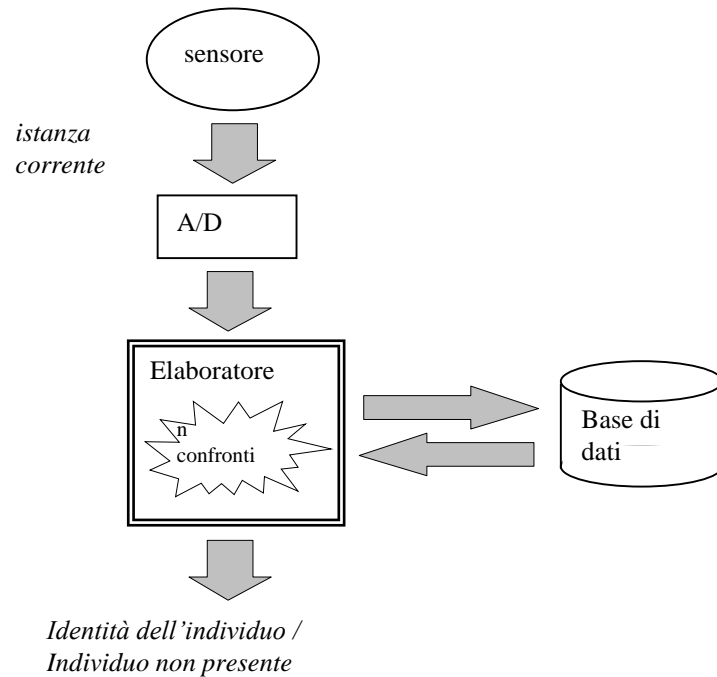 sensore
istanza
corrente
A/D
Elaboratore
n
confronti
Base di
dati
Identità dell'individuo /
Individuo non presente